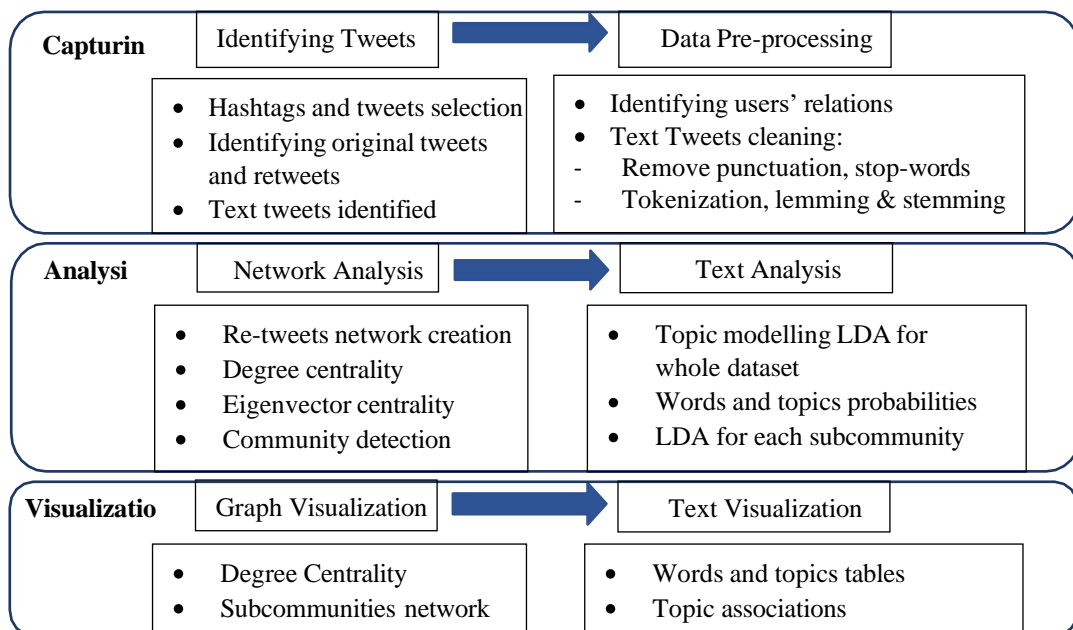 Capturin
Identifying Tweets
Data Pre-processing
• Hashtags and tweets selection
• Identifying original tweets
and retweets
• Text tweets identified
• Identifying users’ relations
• Text Tweets cleaning:
- Remove punctuation, stop-words
- Tokenization, lemming & stemming
Analysi
Network Analysis
Text Analysis
• Re-tweets network creation
• Degree centrality
• Eigenvector centrality
• Community detection
• Topic modelling LDA for
whole dataset
• Words and topics probabilities
• LDA for each subcommunity
Visualizatio
Graph Visualization
Text Visualization
• Degree Centrality
• Subcommunities network
• Words and topics tables
• Topic associations